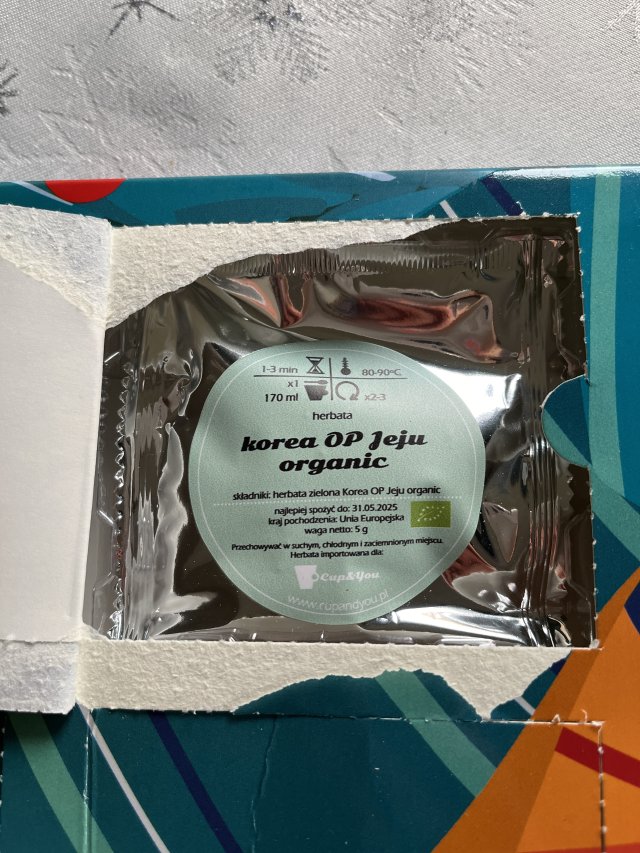 1-3 min 80-90°C
x1
170 ml x2-3
herbata
korea OP Jeju
organic
składniki: herbata zielona Korea OP Jeju organic
najlepiej spożyć do: 31.05.2025
kraj pochodzenia: Unia Europejska
waga netto: 5 g
Przechowywać w suchym, chłodnym i zaciemnionym miejscu.
Herbata importowana dla:
Cup&You
www.cupandyou.pl